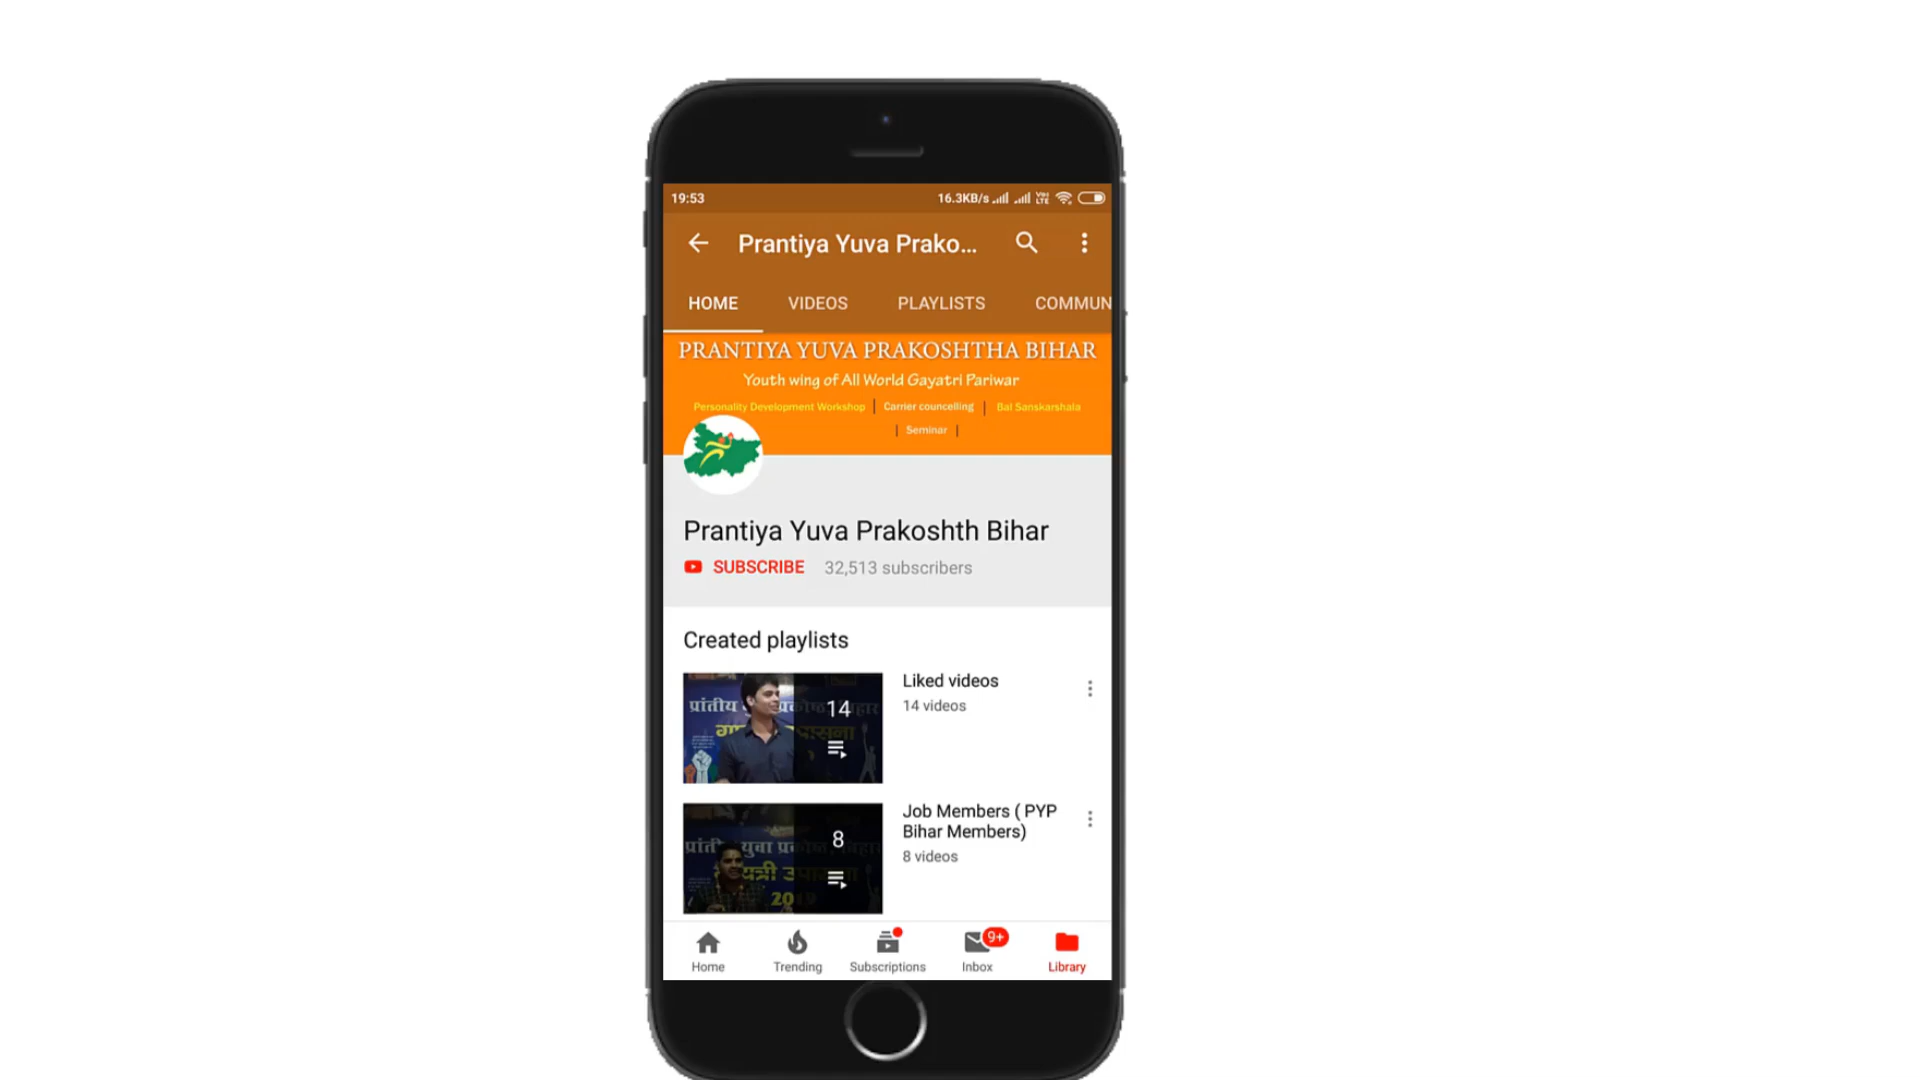 19:53
16.3KB/s VoLTE
Prantiya Yuva Prako...
HOME VIDEOS PLAYLISTS COMMUN
PRANTIYA YUVA PRAKOSHTHA BIHAR
Youth wing of All World Gayatri Pariwar
Personality Development Workshop | Carrier councelling | Bal Sanskarshala
| Seminar |
Prantiya Yuva Prakoshth Bihar
SUBSCRIBE 32,513 subscribers
Created playlists
प्रांतीय
14
Liked videos
14 videos
8
2019
Job Members ( PYP
Bihar Members)
8 videos
9+
Home Trending Subscriptions Inbox Library